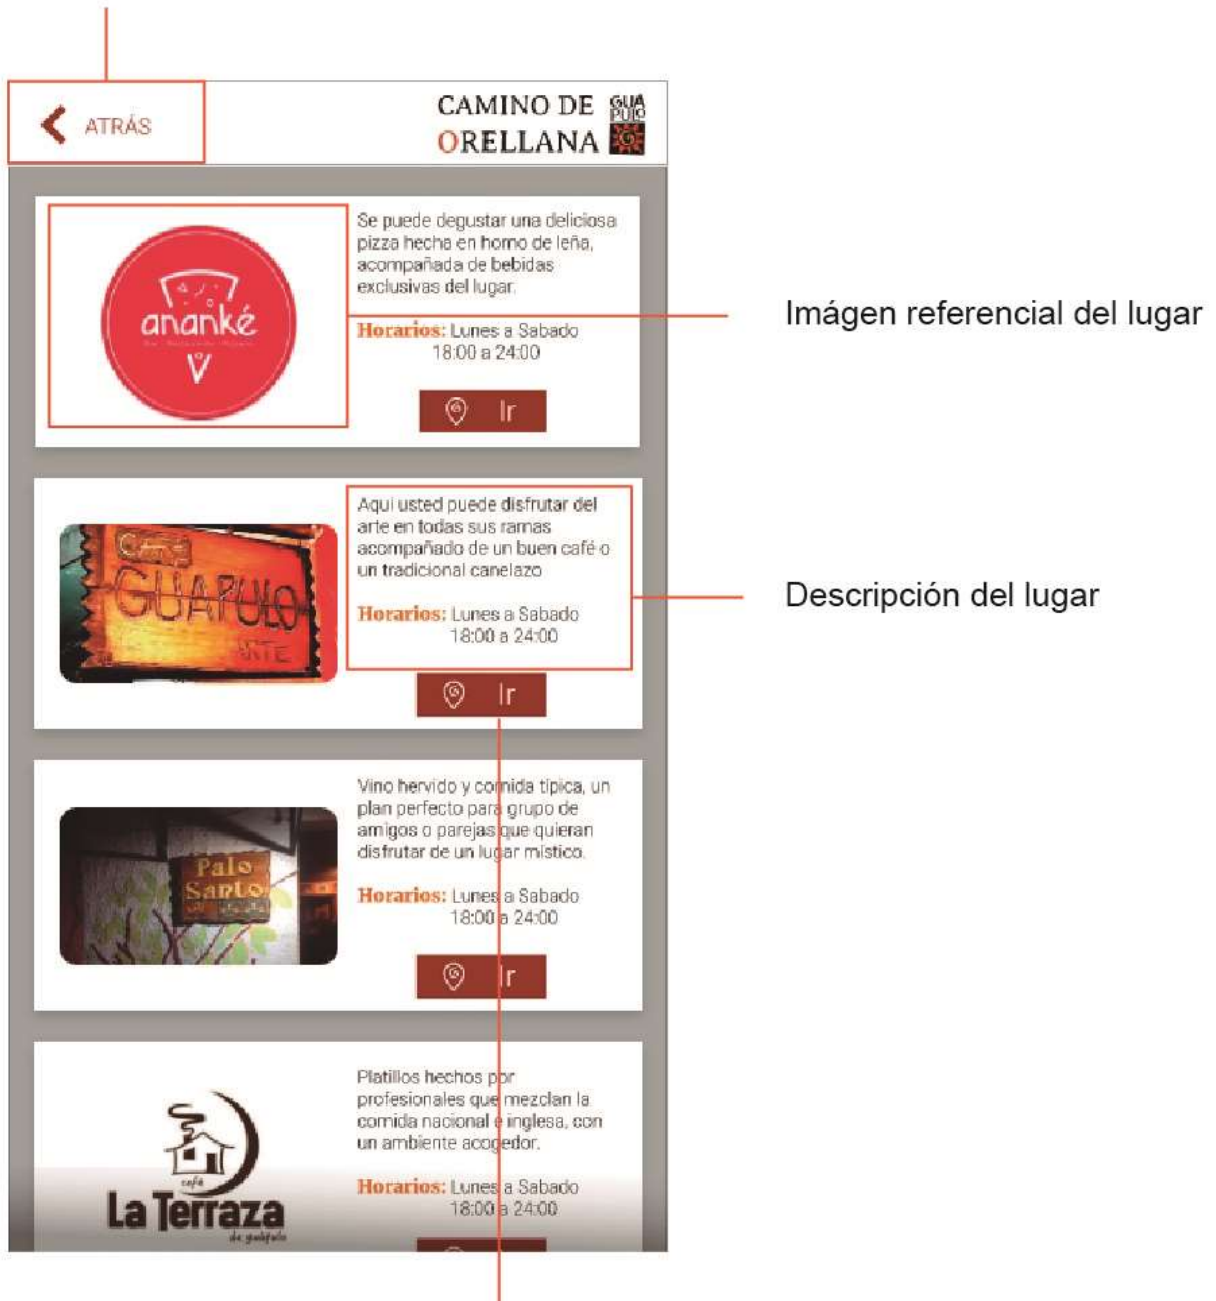 ATRÁS
CAMINO DE
ORELLANA
GUA
PULO
ananké
Se puede degustar una deliciosa
pizza hecha en horno de leña,
acompañada de bebidas
exclusivas del lugar.
Horarios: Lunes a Sabado
18:00 a 24:00
Ir
Imágen referencial del lugar
CAFÉ
GUAPULO
ARTE
Aqui usted puede disfrutar del
arte en todas sus ramas
acompañado de un buen café o
un tradicional canelazo
Horarios: Lunes a Sabado
18:00 a 24:00
Ir
Descripción del lugar
Palo
Santo
Vino hervido y comida típica, un
plan perfecto para grupo de
amigos o parejas que quieran
disfrutar de un lugar místico.
Horarios: Lunes a Sabado
18:00 a 24:00
Ir
café
La Terraza
de guápulo
Platillos hechos por
profesionales que mezclan la
comida nacional e inglesa, con
un ambiente acogedor.
Horarios: Lunes a Sabado
18:00 a 24:00